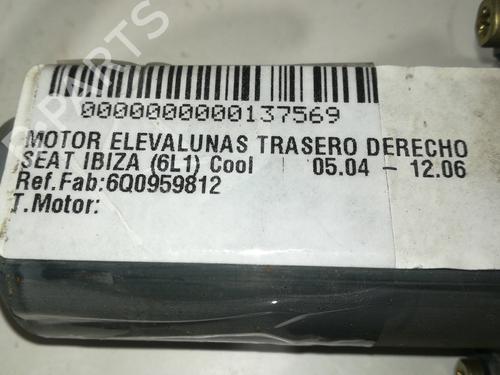 0000000000137569
MOTOR ELEVALUNAS TRASERO DERECHO
SEAT IBIZA (6L1) Cool | 05.04 – 12.06
Ref.Fab:6Q0959812
T.Motor: